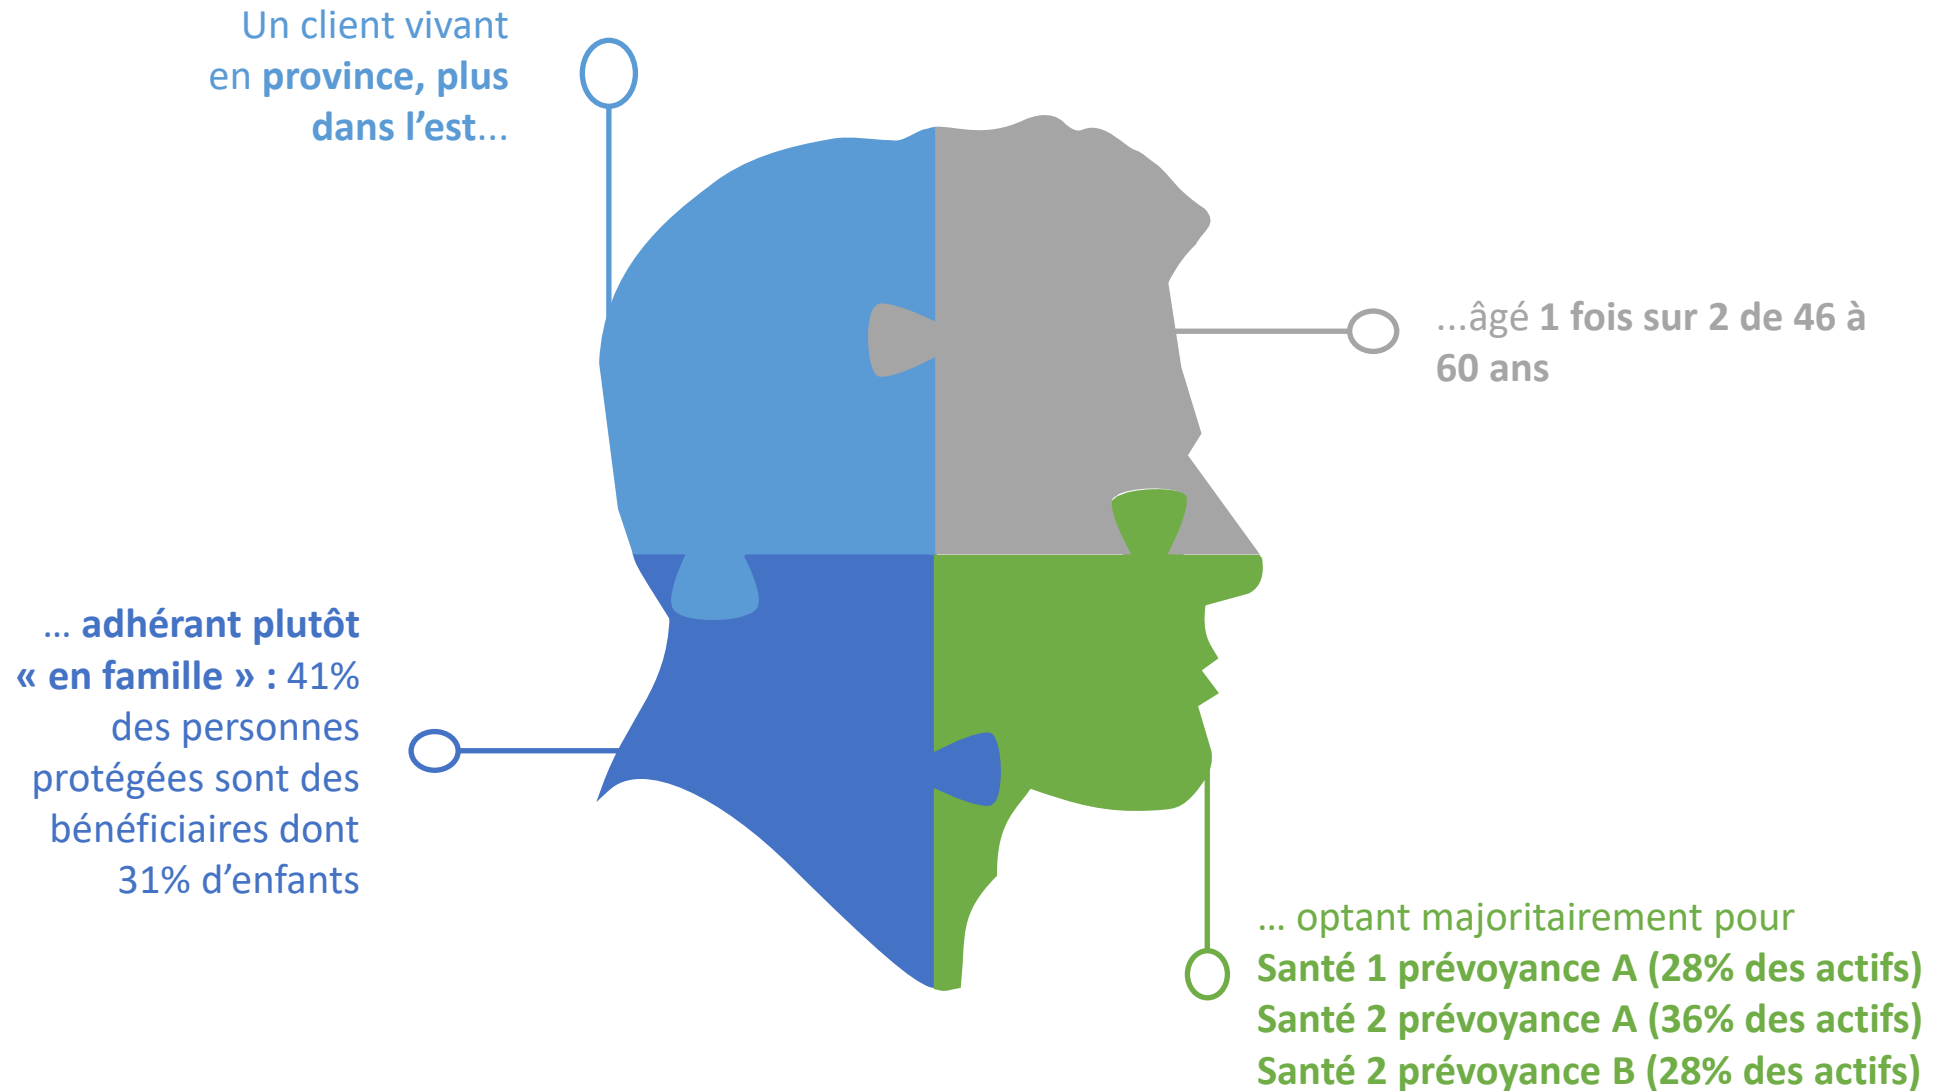 Un client vivant
en province, plus
dans l’est...
...âgé 1 fois sur 2 de 46 à
60 ans
... adhérant plutôt
« en famille » : 41%
des personnes
protégées sont des
bénéficiaires dont
31% d’enfants
... optant majoritairement pour
Santé 1 prévoyance A (28% des actifs)
Santé 2 prévoyance A (36% des actifs)
Santé 2 prévoyance B (28% des actifs)